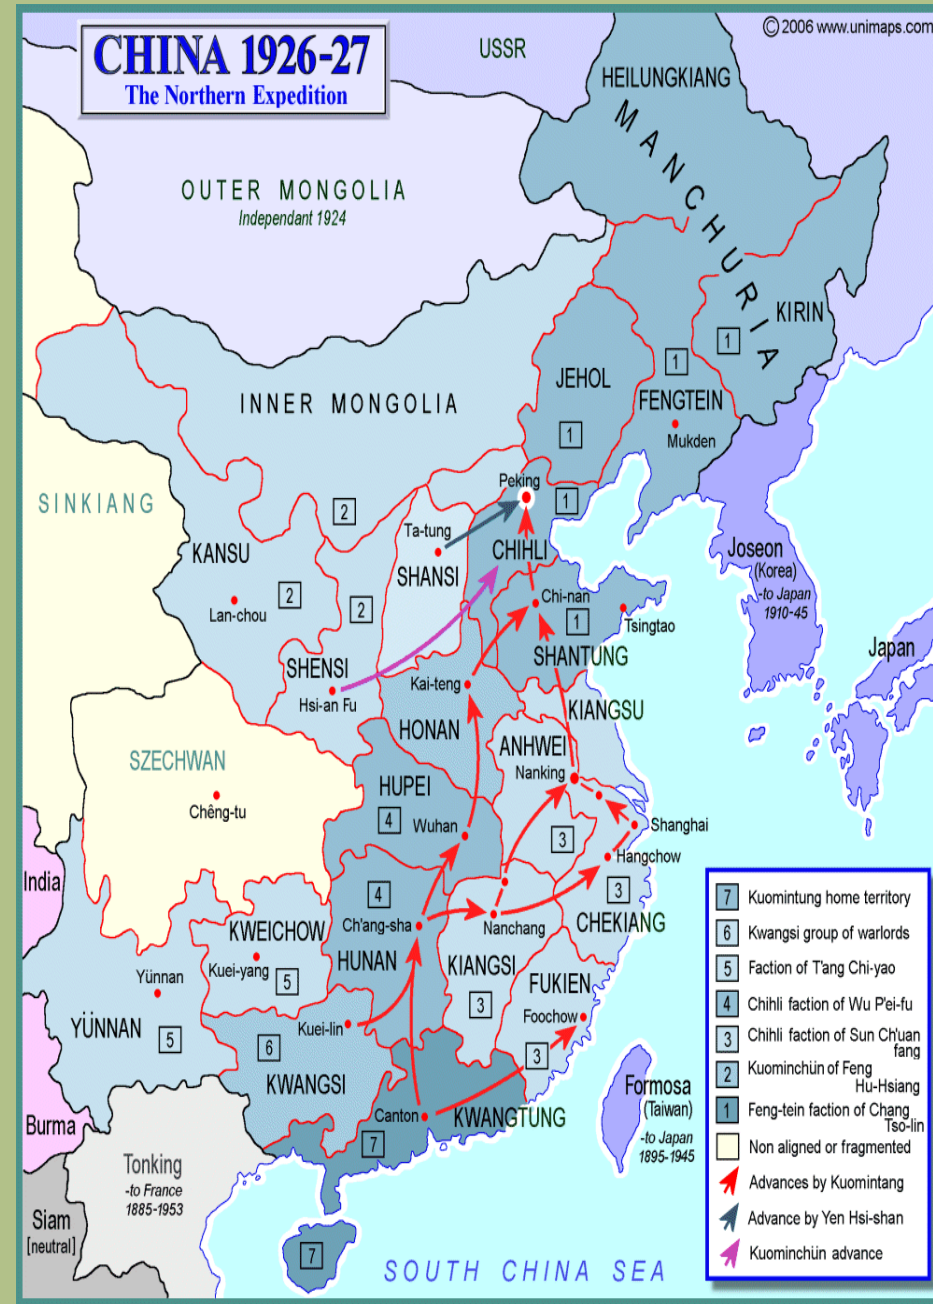 © 2006 www.unimaps.com
CHINA 1926-27
The Northern Expedition
USSR
HEILUNGKIANG
MANCHURIA
OUTER MONGOLIA
Independant 1924
KIRIN
1
1
JEHOL
FENGTEIN
INNER MONGOLIA
1
Mukden
Peking
1
SINKIANG
2
Ta-tung
CHIHLI
KANSU
SHANSI
Joseon
(Korea)
-to Japan
1910-45
2
Lan-chou
2
Chi-nan
1
Tsingtao
Japan
SHANTUNG
SHENSI
Hsi-an Fu
Kai-teng
KIANGSU
HONAN
ANHWEI
SZECHWAN
Nanking
HUPEI
Chêng-tu
4
Wuhan
Shanghai
3
Hangchow
India
4
3
CHEKIANG
KWEICHOW
Ch'ang-sha
Nanchang
HUNAN
KIANGSI
Kuei-yang
5
FUKIEN
Yünnan
3
Foochow
YÜNNAN
5
Kuei-lin
6
3
KWANGSI
Formosa
(Taiwan)
-to Japan
1895-1945
Canton
KWANGTUNG
Burma
7
Tonking
-to France
1885-1953
Siam
[neutral]
7
SOUTH CHINA SEA
7 Kuomintung home territory
6 Kwangsi group of warlords
5 Faction of T'ang Chi-yao
4 Chihli faction of Wu P'ei-fu
3 Chihli faction of Sun Ch'uan
fang
2 Kuominchün of Feng
Hu-Hsiang
1 Feng-tein faction of Chang
Tso-lin
Non aligned or fragmented
Advances by Kuomintang
Advance by Yen Hsi-shan
Kuominchün advance